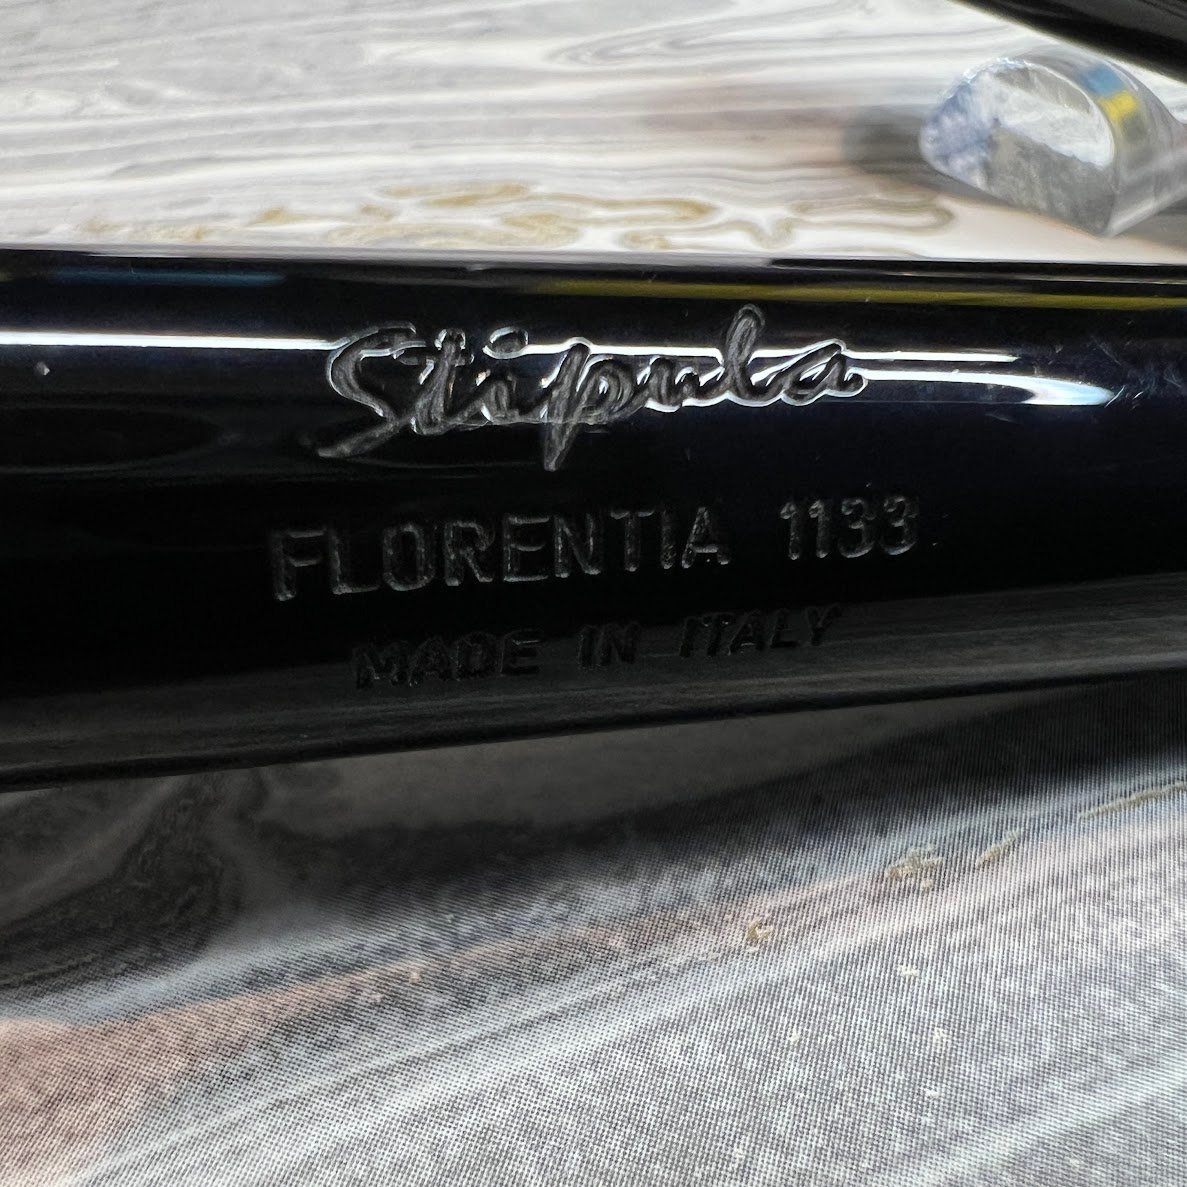 Stipula
FLORENTIA 1133
MADE IN ITALY